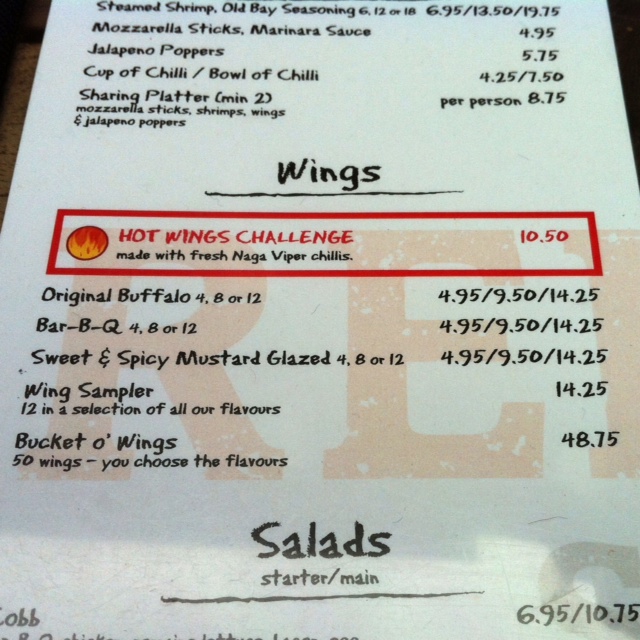 Steamed Shrimp, Old Bay Seasoning 6, 12 or 18 6.95/13.50/19.75
Mozzarella Sticks, Marinara Sauce 4.95
Jalapeno Poppers 5.75
Cup of Chilli / Bowl of Chilli 4.25/7.50
Sharing Platter (min 2) per person 8.75
mozzarella sticks, shrimps, wings
& jalapeno poppers
Wings
HOT WINGS CHALLENGE 10.50
made with fresh Naga Viper chillis.
Original Buffalo 4, 8 or 12 4.95/9.50/14.25
Bar-B-Q 4, 8 or 12 4.95/9.50/14.25
Sweet & Spicy Mustard Glazed 4, 8 or 12 4.95/9.50/14.25
Wing Sampler 14.25
12 in a selection of all our flavours
Bucket o' Wings 48.75
50 wings - you choose the flavours
Salads
starter/main
Cobb 6.95/10.75